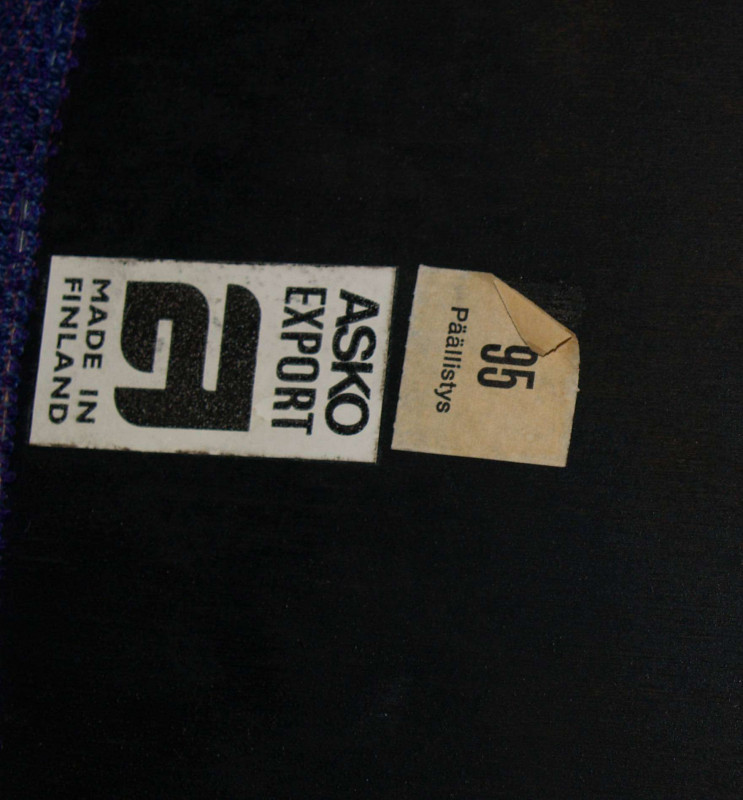 ASKO
EXPORT
MADE IN
FINLAND
95
Päällistys